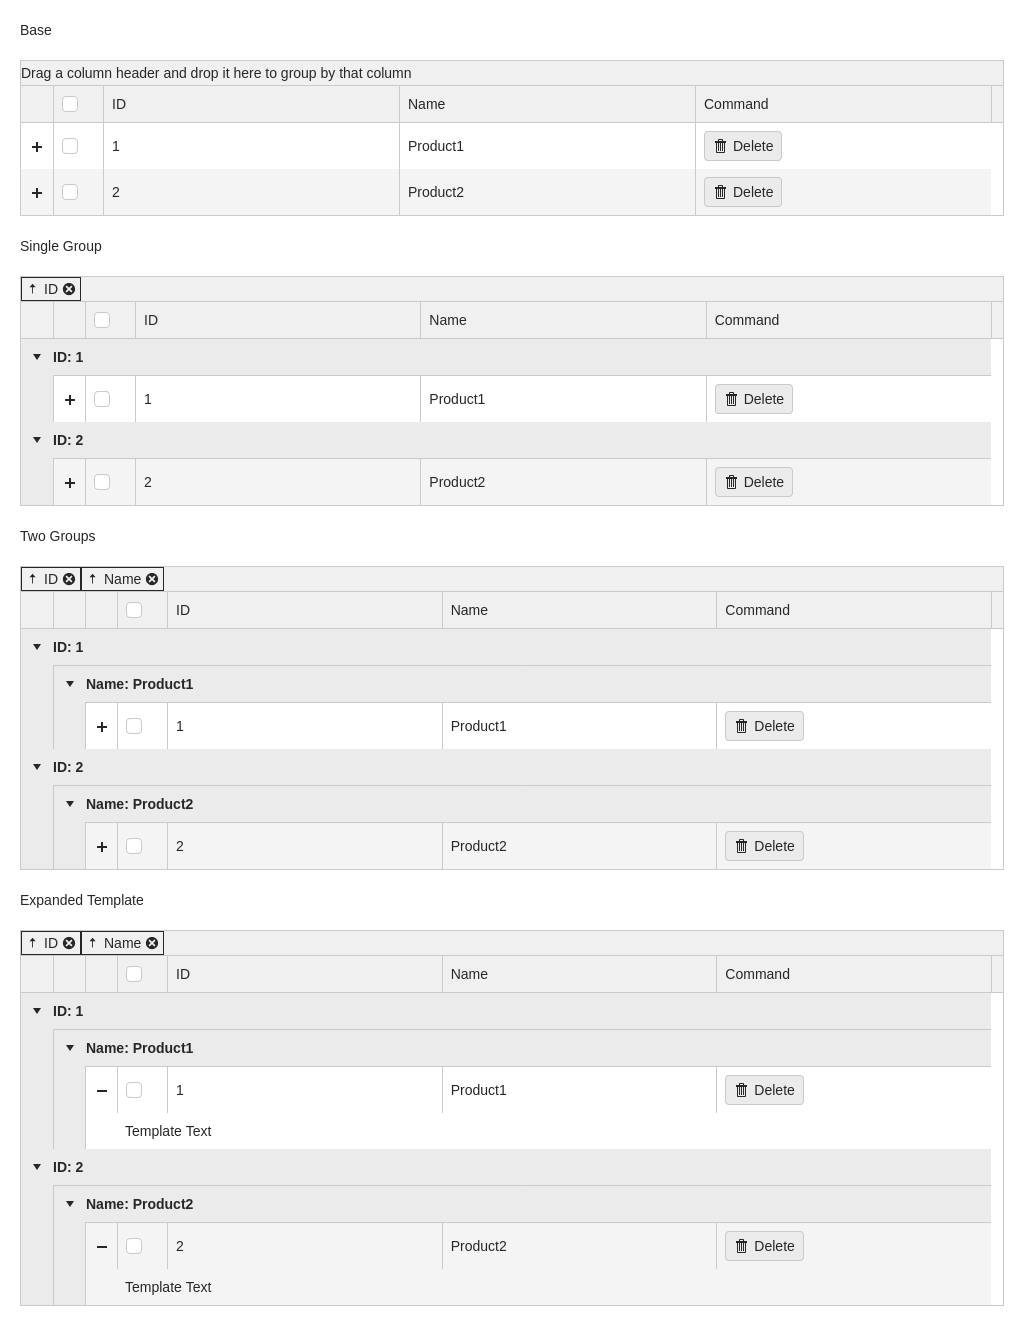 Base
Drag a column header and drop it here to group by that column
ID Name Command
1 Product1 Delete
2 Product2 Delete
Single Group
ID
ID Name Command
ID: 1
1 Product1 Delete
ID: 2
2 Product2 Delete
Two Groups
ID Name
ID Name Command
ID: 1
Name: Product1
1 Product1 Delete
ID: 2
Name: Product2
2 Product2 Delete
Expanded Template
ID Name
ID Name Command
ID: 1
Name: Product1
1 Product1 Delete
Template Text
ID: 2
Name: Product2
2 Product2 Delete
Template Text